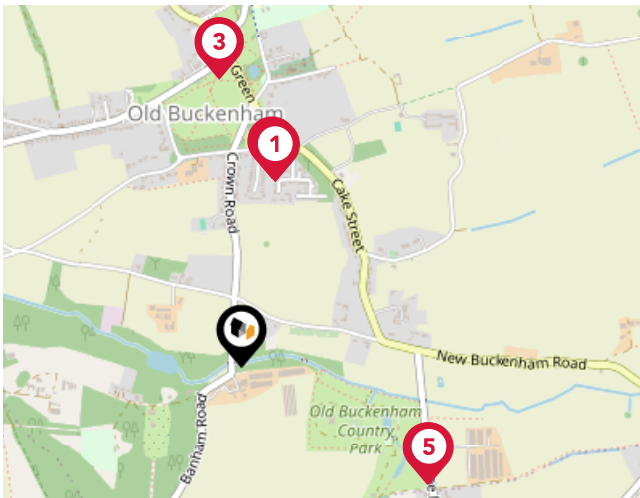 3
Green
Old Buckenham
1
Crown Road
Cake Street
New Buckenham Road
Banham Road
Old Buckenham
Country
Park
5